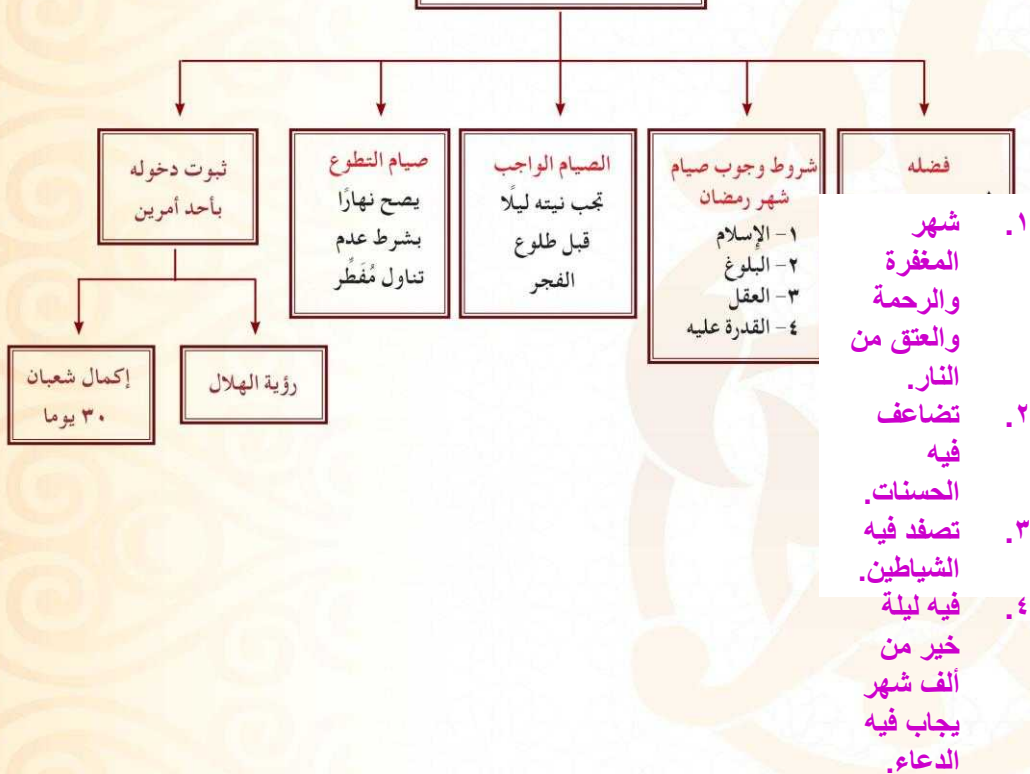 فضله
١. شهر
المغفرة
والرحمة
والعتق من
النار.
٢. تضاعف
فيه
الحسنات.
٣. تصفد فيه
الشياطين.
٤. فيه ليلة
خير من
ألف شهر
يجاب فيه
الدعاء.
شروط وجوب صيام
شهر رمضان
١- الإسلام
٢- البلوغ
٣- العقل
٤- القدرة عليه
الصيام الواجب
تجب نيته ليلًا
قبل طلوع
الفجر
صيام التطوع
يصح نهارًا
بشرط عدم
تناول مُفَطِّر
ثبوت دخوله
بأحد أمرين
رؤية الهلال
إكمال شعبان
٣٠ يوما